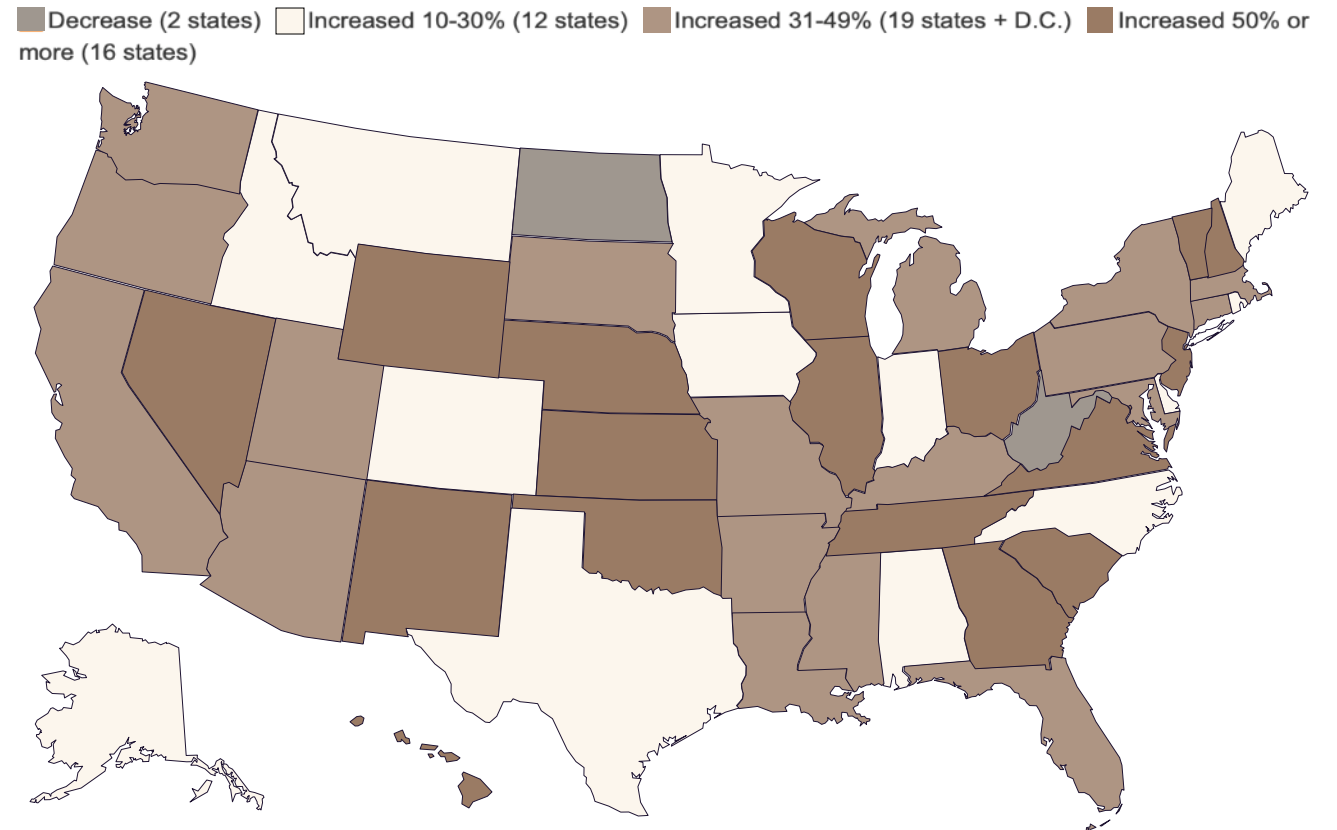 Decrease (2 states) Increased 10-30% (12 states) Increased 31-49% (19 states + D.C.) Increased 50% or
more (16 states)